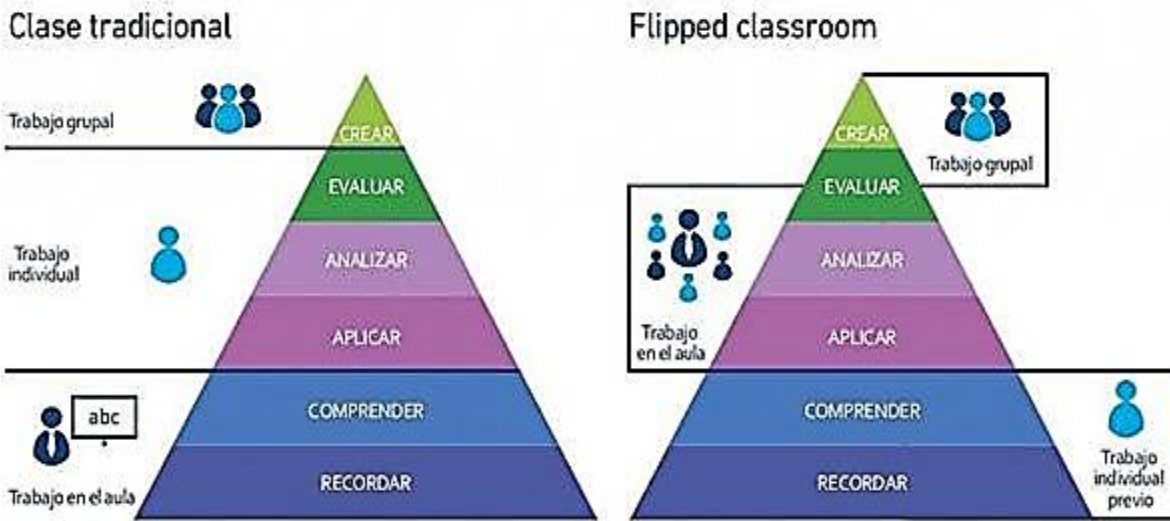 Clase tradicional
Trabajo grupal
Trabajo
individual
abc
Trabajo en el aula
CREAR
EVALUAR
ANALIZAR
APLICAR
COMPRENDER
RECORDAR
Flipped classroom
Trabajo grupal
Trabajo
en el aula
CREAR
EVALUAR
ANALIZAR
APLICAR
COMPRENDER
RECORDAR
Trabajo
individual
previo